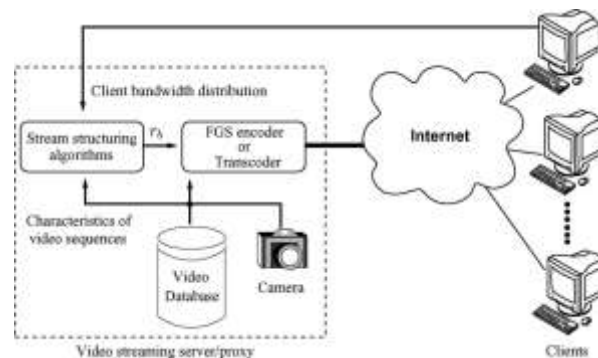 Client bandwidth distribution
Stream structuring
algorithms
r_b
FGS encoder
or
Transcoder
Internet
Characteristics of
video sequences
Video
Database
Camera
Video streaming server/proxy
Clients